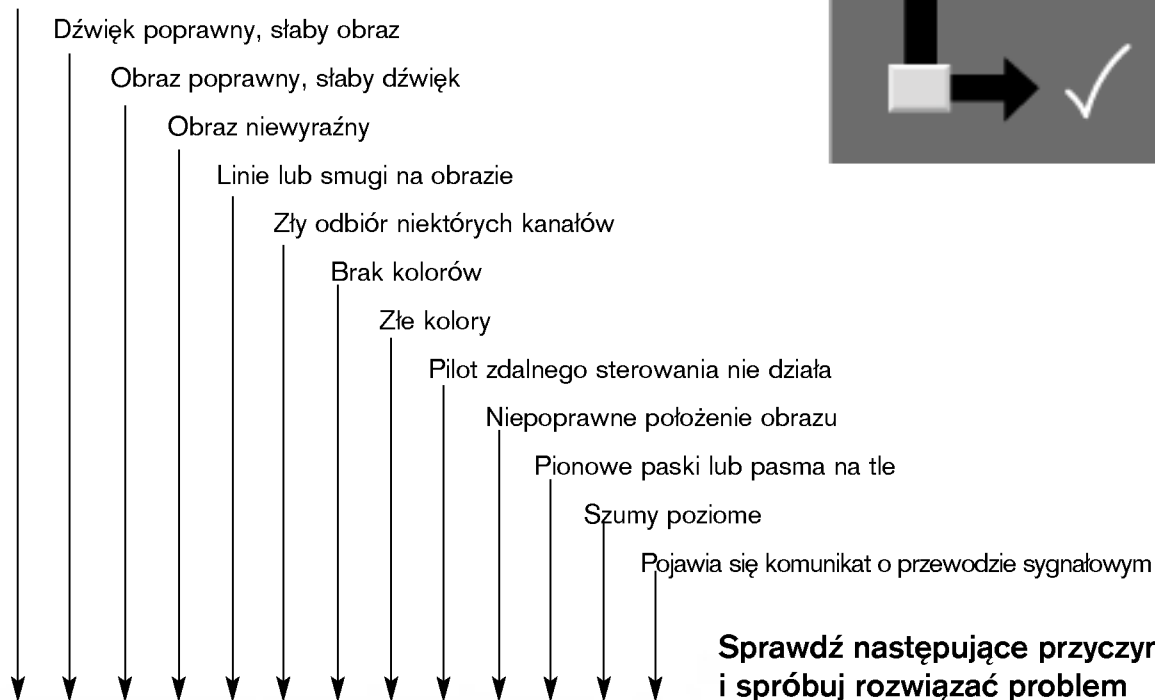 Dźwięk poprawny, słaby obraz
Obraz poprawny, słaby dźwięk
Obraz niewyraźny
Linie lub smugi na obrazie
Zły odbiór niektórych kanałów
Brak kolorów
Złe kolory
Pilot zdalnego sterowania nie działa
Niepoprawne położenie obrazu
Pionowe paski lub pasma na tle
Szumy poziome
Pojawia się komunikat o przewodzie sygnałowym
Sprawdź następujące
i spróbuj rozwiązać problem